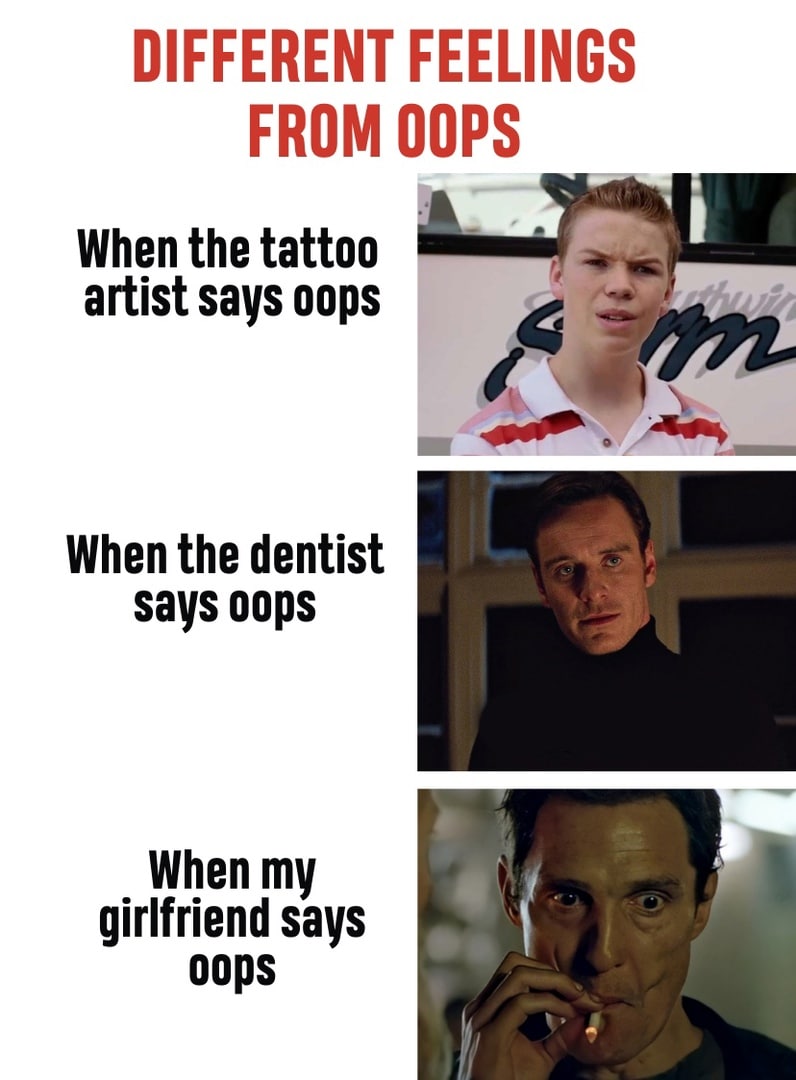 DIFFERENT FEELINGS
FROM OOPS
When the tattoo
artist says oops
When the dentist
says oops
When my
girlfriend says
oops